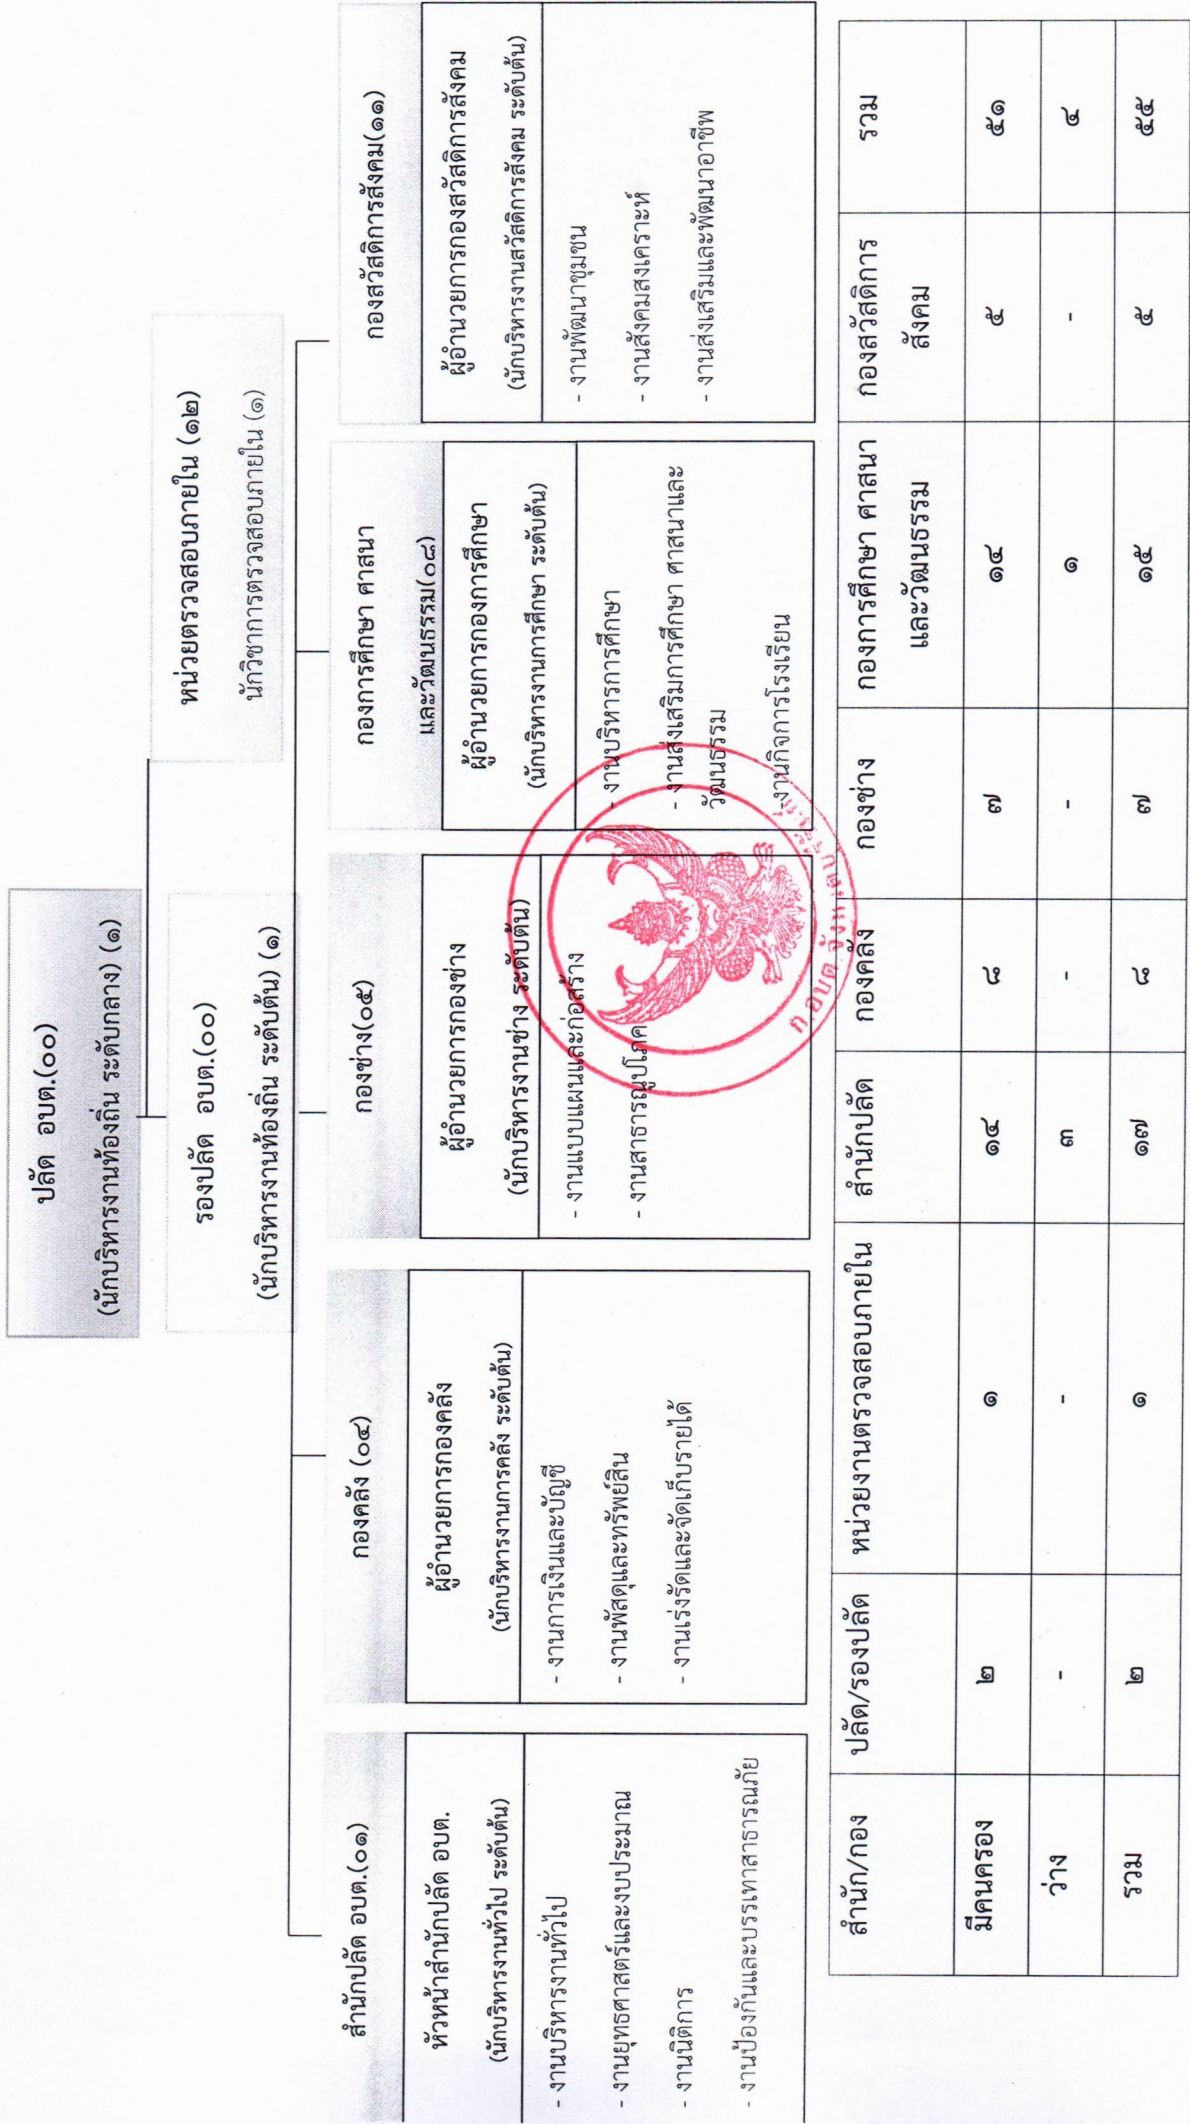 ปลัด อบต.(๐๐)
(นักบริหารงานท้องถิ่น ระดับกลาง) (๑)
หน่วยตรวจสอบภายใน (๑๒)
นักวิชาการตรวจสอบภายใน (๑)
รองปลัด อบต.(๐๐)
(นักบริหารงานท้องถิ่น ระดับต้น) (๑)
สำนักปลัด อบต.(๐๑)
หัวหน้าสำนักปลัด อบต.
(นักบริหารงานทั่วไป ระดับต้น)
- งานบริหารงานทั่วไป
- งานยุทธศาสตร์และงบประมาณ
- งานนิติการ
- งานป้องกันและบรรเทาสาธารณภัย
กองคลัง (๐๔)
ผู้อำนวยการกองคลัง
(นักบริหารงานการคลัง ระดับต้น)
- งานการเงินและบัญชี
- งานพัสดุและทรัพย์สิน
- งานเร่งรัดและจัดเก็บรายได้
กองช่าง(๐๕)
ผู้อำนวยการกองช่าง
(นักบริหารงานช่าง ระดับต้น)
- งานแบบแผนและก่อสร้าง
- งานสาธารณูปโภค
กองการศึกษา ศาสนา
และวัฒนธรรม(๐๘)
ผู้อำนวยการกองการศึกษา
(นักบริหารงานการศึกษา ระดับต้น)
- งานบริหารการศึกษา
- งานส่งเสริมการศึกษา ศาสนาและ
วัฒนธรรม
-งานกิจการโรงเรียน
กองสวัสดิการสังคม(๑๑)
ผู้อำนวยการกองสวัสดิการสังคม
(นักบริหารงานสวัสดิการสังคม ระดับต้น)
- งานพัฒนาชุมชน
- งานสังคมสงเคราะห์
- งานส่งเสริมและพัฒนาอาชีพ
ก.อบต. จังหวัด
สำนัก/กอง ปลัด/รองปลัด หน่วยงานตรวจสอบภายใน สำนักปลัด กองคลัง กองช่าง กองการศึกษา ศาสนา กองสวัสดิการ รวม
และวัฒนธรรม สังคม
มีคนครอง ๒ ๑ ๑๔ ๘ ๗ ๑๔ ๕ ๕๑
ว่าง - - ๓ - - ๑ - ๔
รวม ๒ ๑ ๑๗ ๘ ๗ ๑๕ ๕ ๕๕